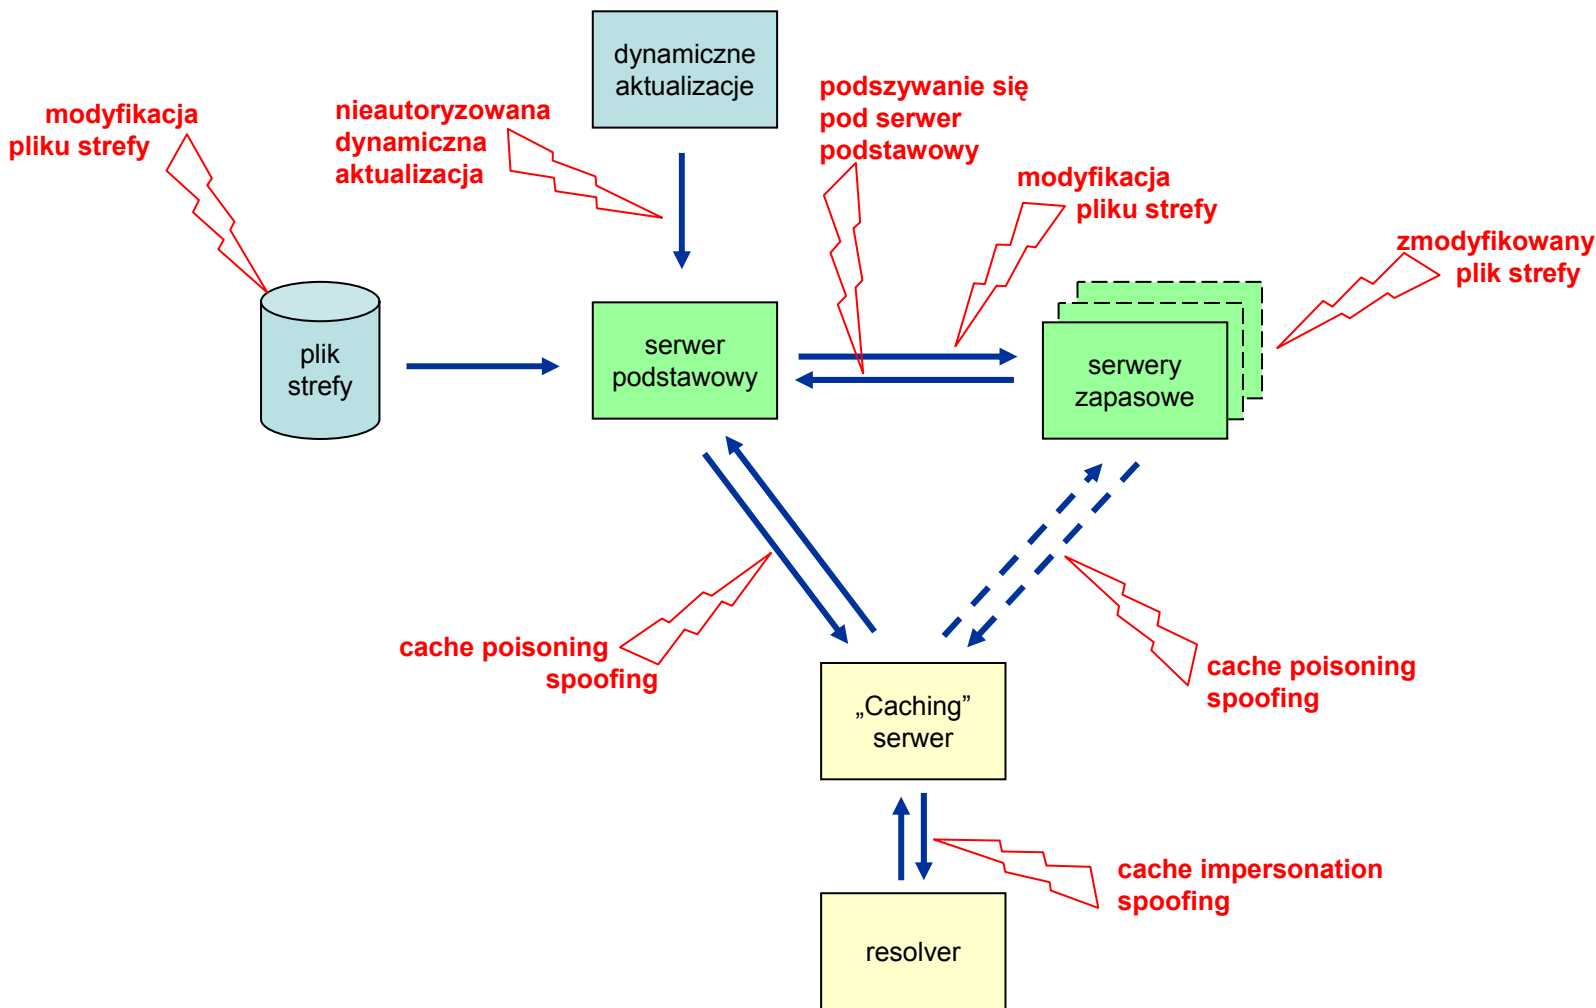 dynamiczne
aktualizacje
modyfikacja
pliku strefy
nieautoryzowana
dynamiczna
aktualizacja
podszywanie się
pod serwer
podstawowy
modyfikacja
pliku strefy
zmodyfikowany
plik strefy
plik
strefy
serwer
podstawowy
serwery
zapasowe
cache poisoning
spoofing
cache poisoning
spoofing
„Caching”
serwer
cache impersonation
spoofing
resolver